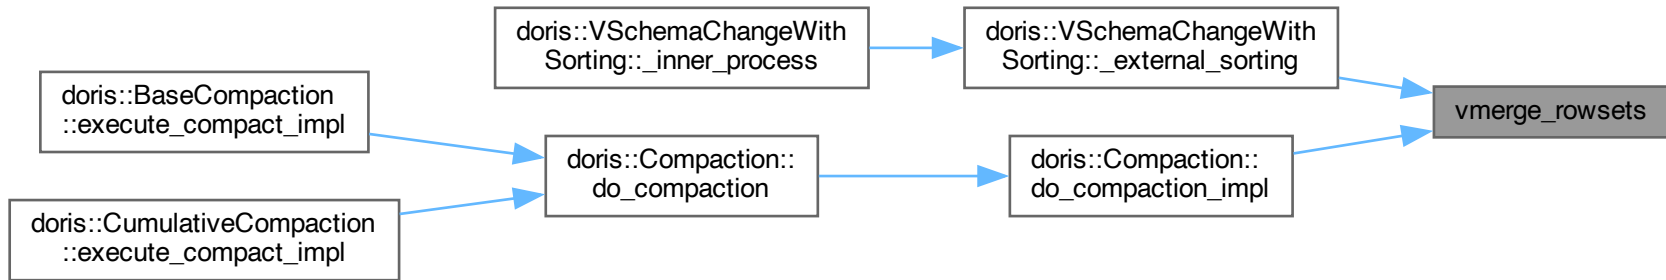 doris::VSchemaChangeWith
Sorting::_inner_process
doris::VSchemaChangeWith
Sorting::_external_sorting
doris::BaseCompaction
::execute_compact_impl
vmerge_rowsets
doris::Compaction::
do_compaction
doris::Compaction::
do_compaction_impl
doris::CumulativeCompaction
::execute_compact_impl